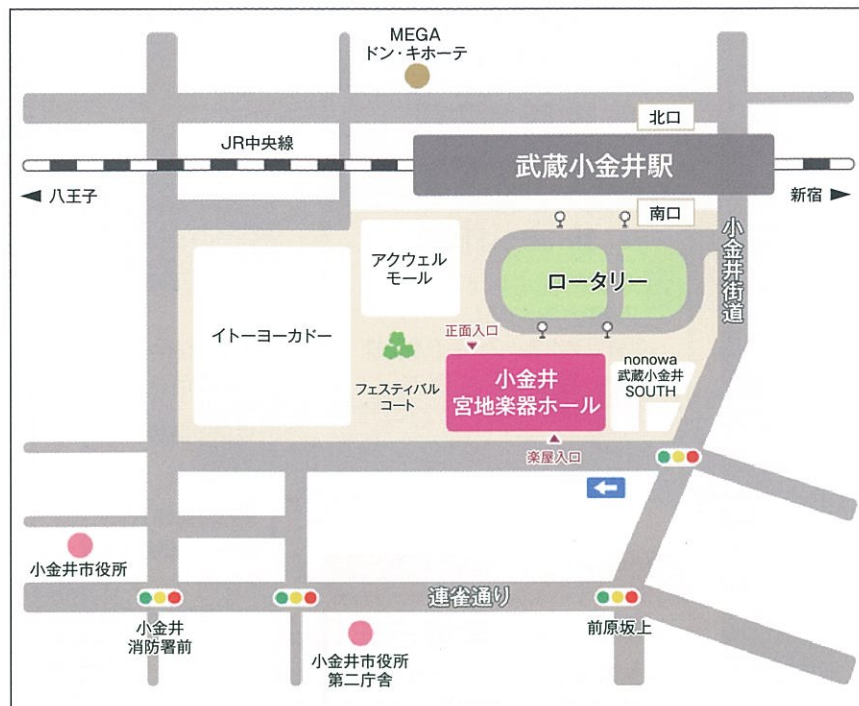 MEGA
ドン・キホーテ
北口
JR中央線
武蔵小金井駅
八王子
新宿
南口
小金井街道
アクウェル
モール
ロータリー
イトーヨーカドー
正面入口
フェスティバル
コート
小金井
宮地楽器ホール
nonowa
武蔵小金井
SOUTH
楽屋入口
小金井市役所
連雀通り
小金井
消防署前
前原坂上
小金井市役所
第二庁舎